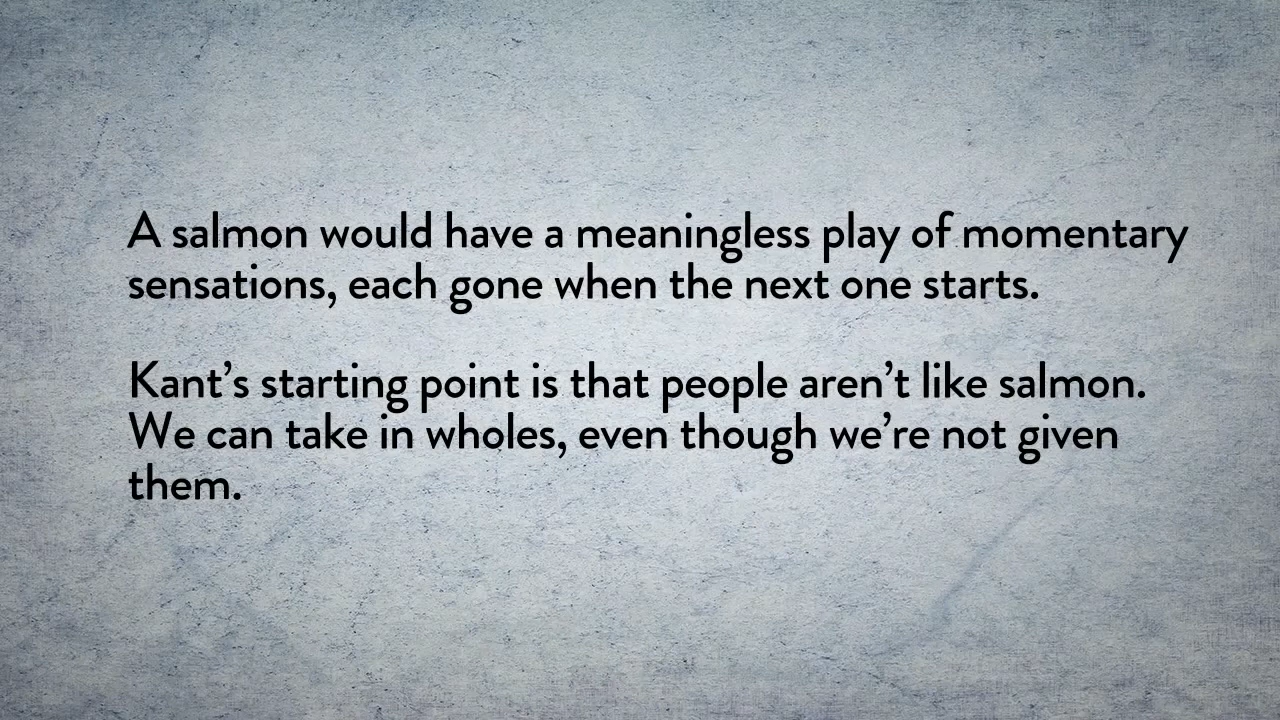 A salmon would have a meaningless play of momentary
sensations, each gone when the next one starts.
Kant’s starting point is that people aren’t like salmon.
We can take in wholes, even though we’re not given
them.